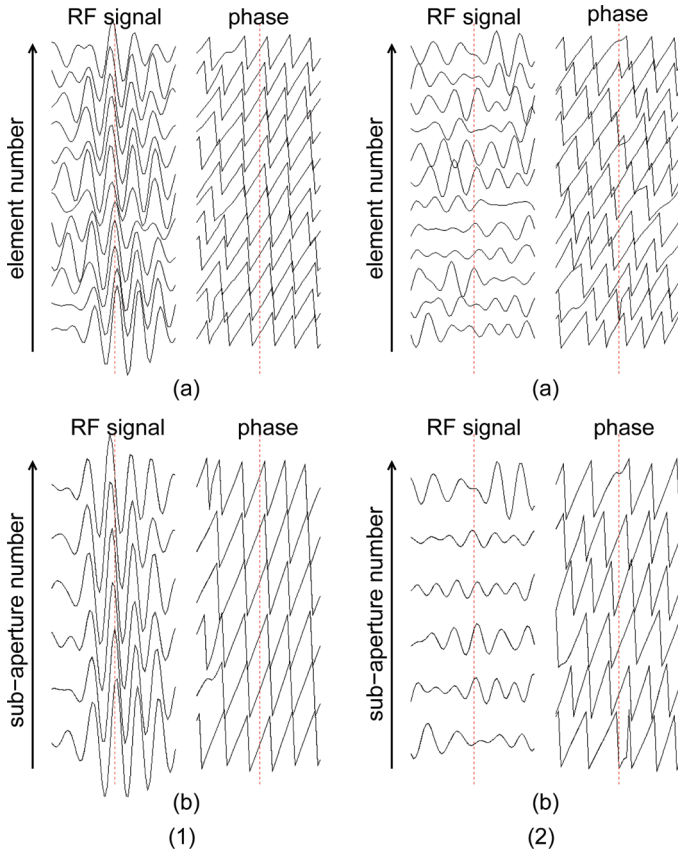 RF signal
phase
element number
(a)
RF signal
phase
element number
(a)
RF signal
phase
sub−aperture number
(b)
(1)
RF signal
phase
sub−aperture number
(b)
(2)